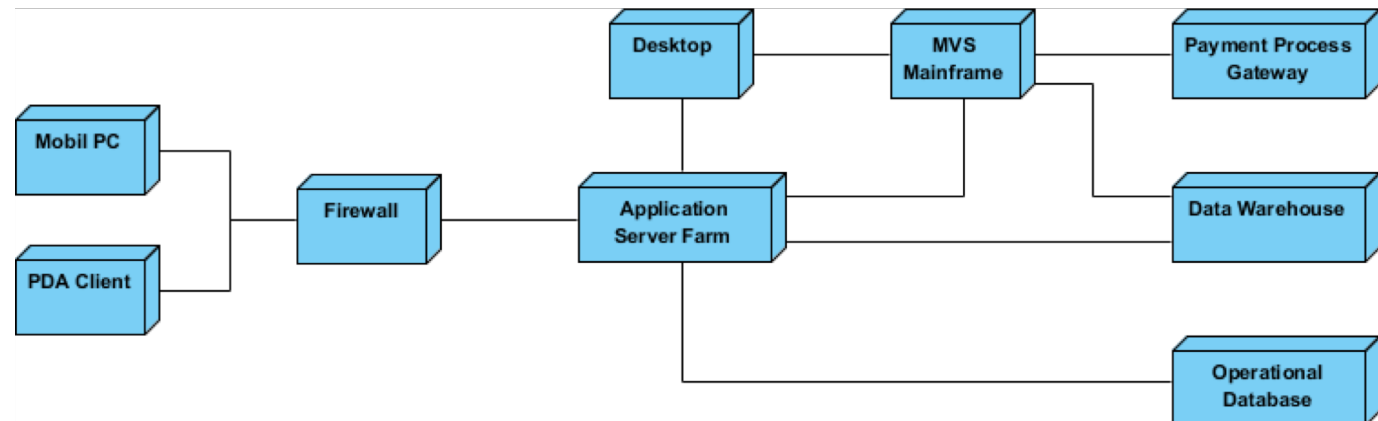 Desktop
MVS
Mainframe
Payment Process
Gateway
Mobil PC
Firewall
Application
Server Farm
Data Warehouse
PDA Client
Operational
Database